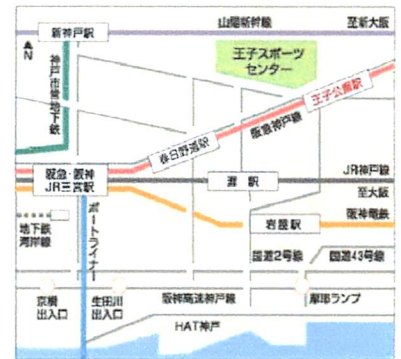 山陽新幹線
至新大阪
新神戸駅
N
神戸市営地下鉄
王子スポーツ
センター
王子公園駅
阪急神戸線
春日野道駅
阪急・阪神
JR三宮駅
灘 駅
JR神戸線
至大阪
阪神電鉄
岩屋駅
地下鉄
海岸線
ポートライナー
国道2号線
国道43号線
京橋
出入口
生田川
出入口
阪神高速神戸線
摩耶ランプ
HAT神戸